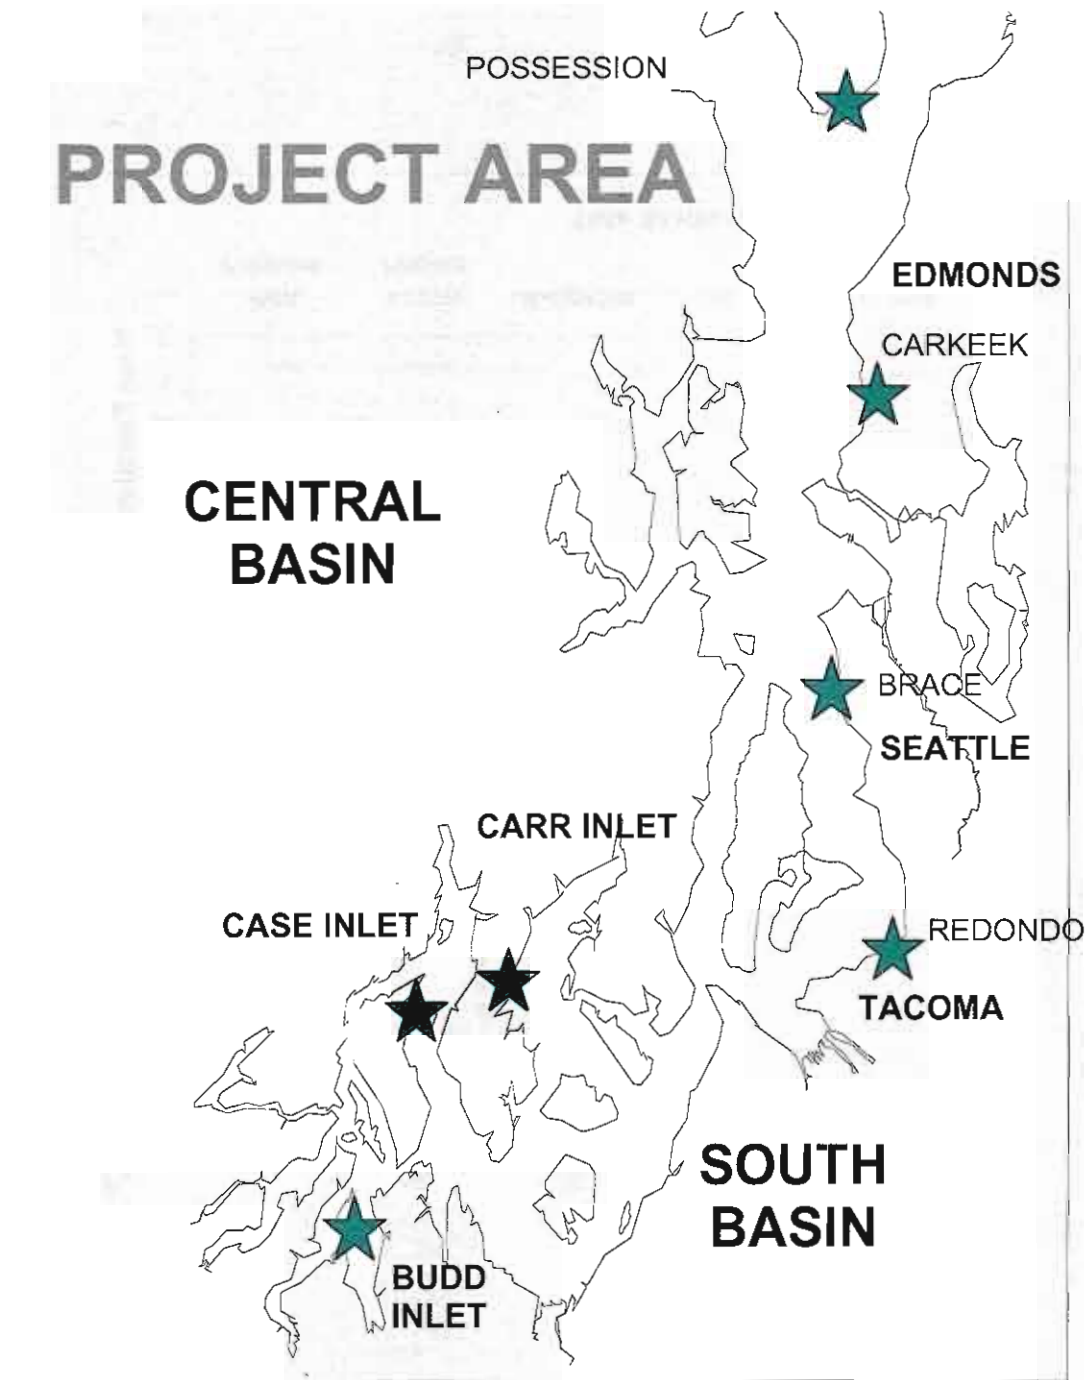 POSSESSION
PROJECT AREA
EDMONDS
CARKEEK
CENTRAL
BASIN
BRACE
SEATTLE
CARR INLET
CASE INLET
REDONDO
TACOMA
SOUTH
BASIN
BUDD
INLET